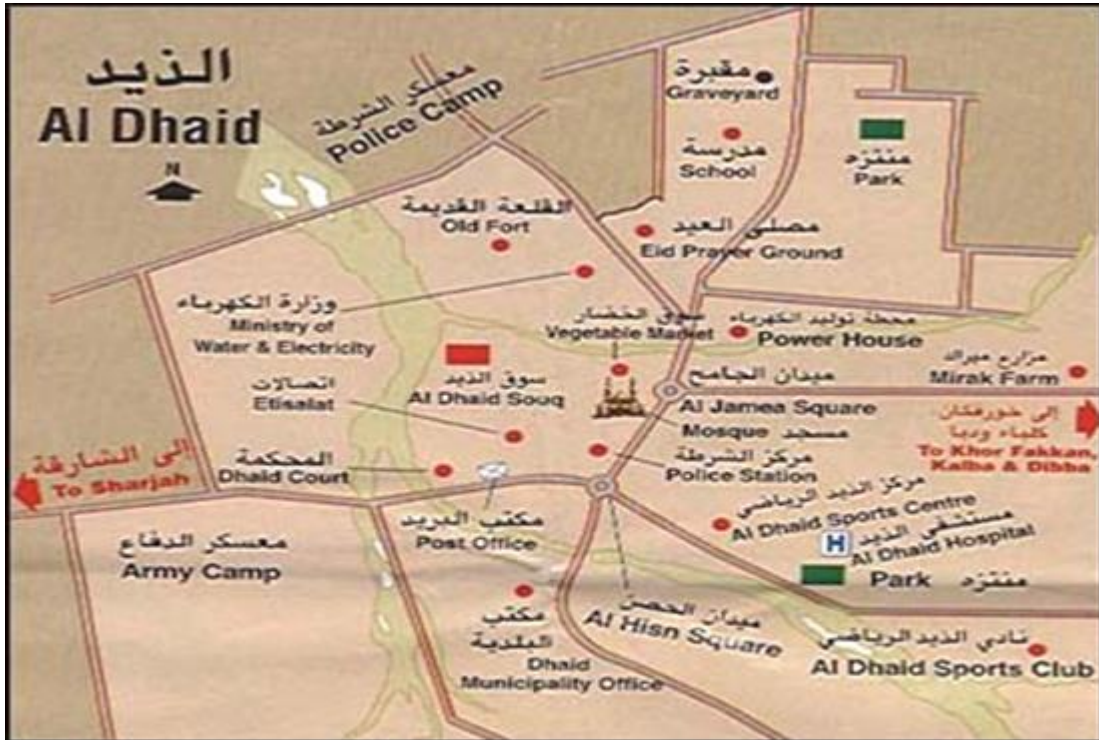 الذيد
Al Dhaid
N
معسكر الشرطة
Police Camp
مقبرة
Graveyard
مدرسة
School
منتزه
Park
القلعة القديمة
Old Fort
مصلى العيد
Eid Prayer Ground
وزارة الكهرباء
Ministry of
Water & Electricity
سوق الخضار
Vegetable Market
محطة توليد الكهرباء
Power House
مزارع ميراك
Mirak Farm
سوق الذيد
Al Dhaid Souq
اتصالات
Etisalat
ميدان الجامع
Al Jamea Square
مسجد
Mosque
إلى خورفكان
كلباء ودبا
To Khor Fakkan,
Kalba & Dibba
إلى الشارقة
To Sharjah
المحكمة
Dhaid Court
مركز الشرطة
Police Station
مركز الذيد الرياضي
Al Dhaid Sports Centre
مستشفى الذيد
H
Al Dhaid Hospital
Park منتزه
معسكر الدفاع
Army Camp
مكتب البريد
Post Office
ميدان الحصن
Al Hisn Square
مكتب
البلدية
Dhaid
Municipality Office
نادي الذيد الرياضي
Al Dhaid Sports Club